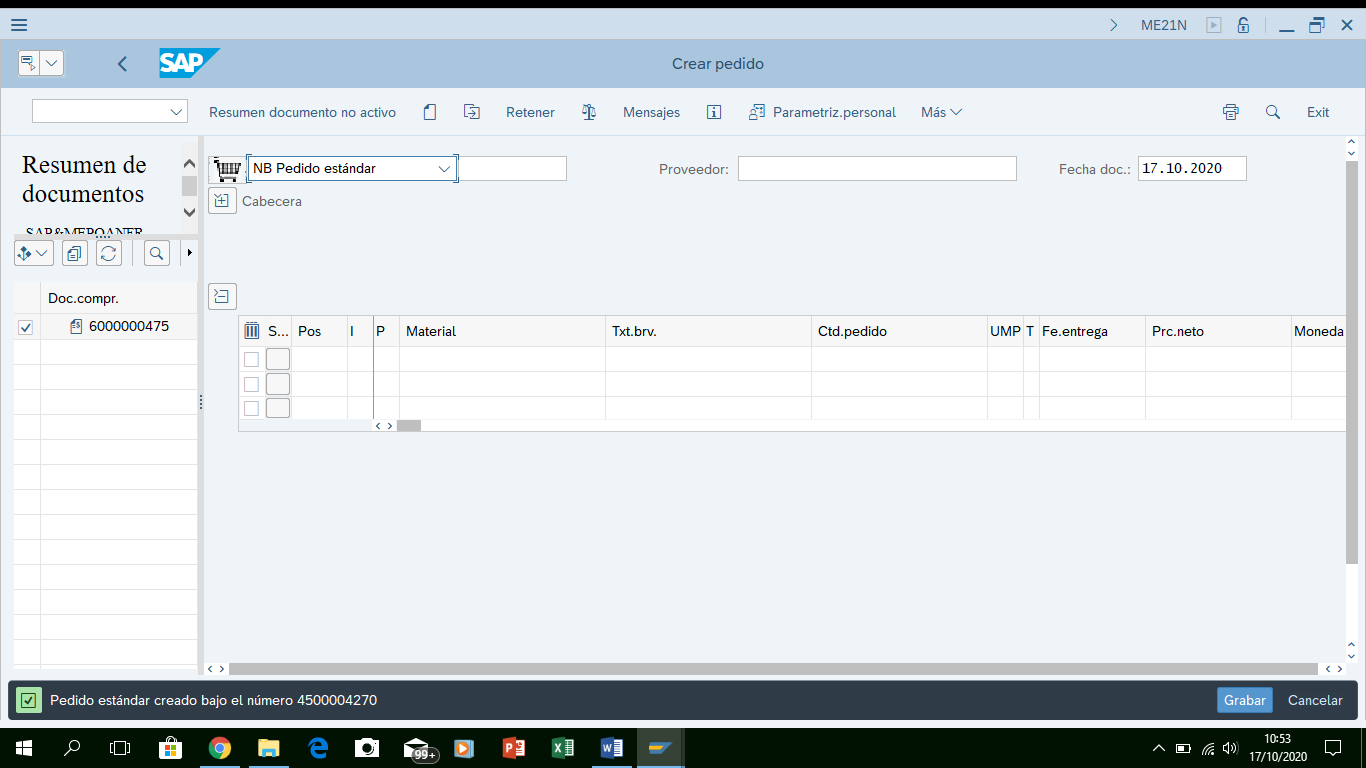 ME21N
SAP
Crear pedido
Resumen documento no activo
Retener
Mensajes
Parametriz.personal
Más
Exit
Resumen de
documentos
NB Pedido estándar
Proveedor:
Fecha doc.: 17.10.2020
Cabecera
Doc.compr.
6000000475
S... Pos I P Material Txt.brv. Ctd.pedido UMP T Fe.entrega Prc.neto Moneda
Pedido estándar creado bajo el número 4500004270
Grabar Cancelar
99+
10:53
17/10/2020